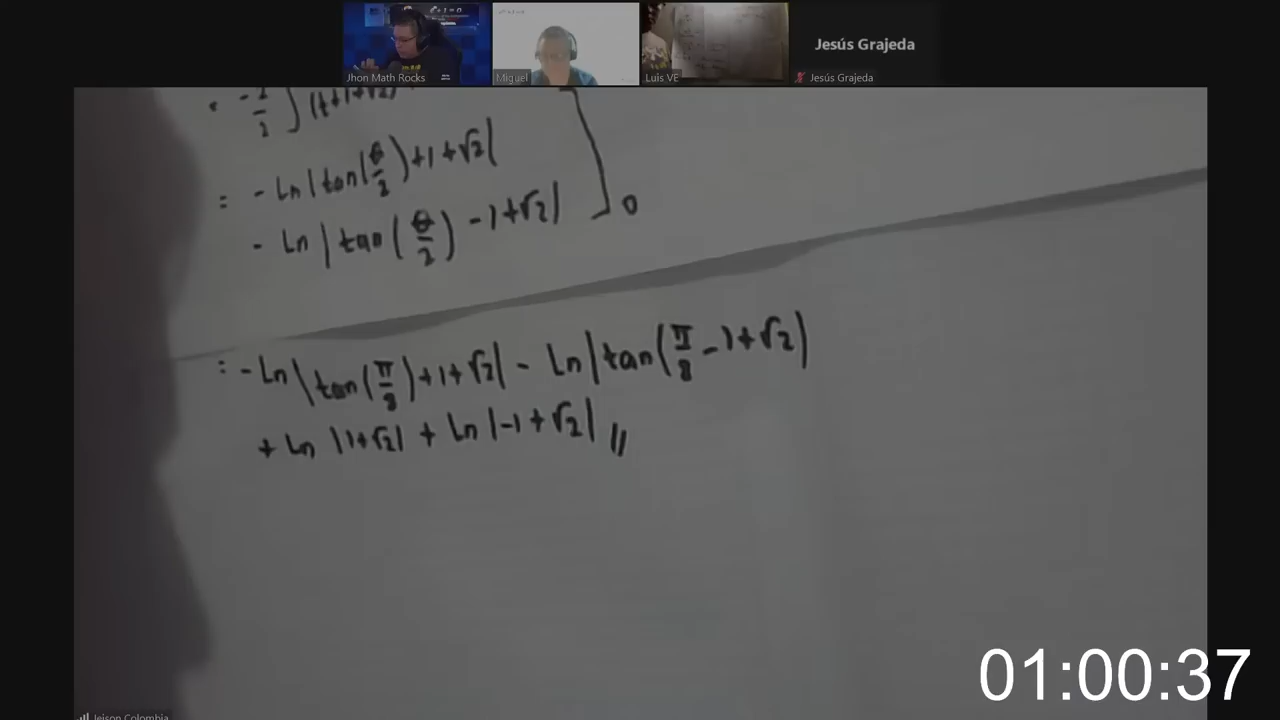 Jesús Grajeda
Jhon Math Rocks
Miguel
Luis VE
Jesús Grajeda
= - Ln |tan(θ/2)+1+√2|
- Ln |tan(θ/2) -1+√2| ]0
= - Ln |tan(π/8)+1+√2| - Ln |tan(π/8 -1+√2)|
+ Ln |1+√2| + Ln |-1+√2| //
01:00:37
Jeison Colombia